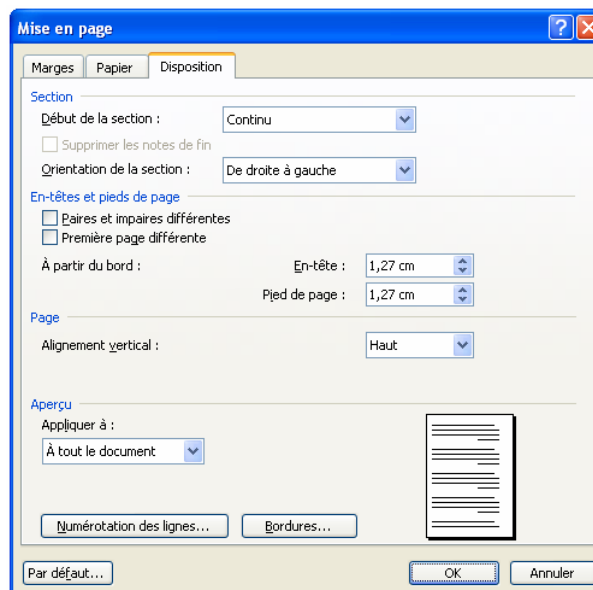 Mise en page
Marges Papier Disposition
Section
Début de la section : Continu
Supprimer les notes de fin
Orientation de la section : De droite à gauche
En-têtes et pieds de page
Paires et impaires différentes
Première page différente
À partir du bord : En-tête : 1,27 cm
Pied de page : 1,27 cm
Page
Alignement vertical : Haut
Aperçu
Appliquer à :
À tout le document
Numérotation des lignes... Bordures...
Par défaut... OK Annuler